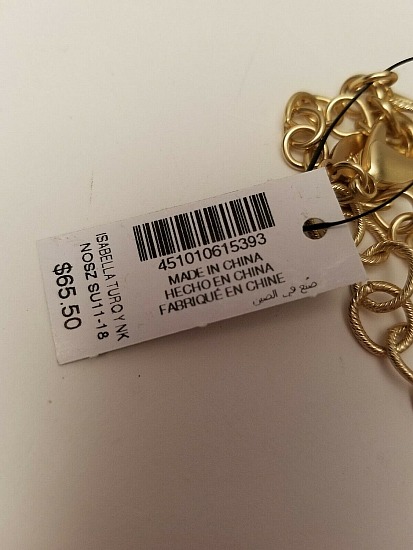 451010615393
MADE IN CHINA
HECHO EN CHINA
FABRIQUÉ EN CHINE
صنع في الصين
ISABELLA TURQ Y NK
NOSZ SU11-18
$65.50